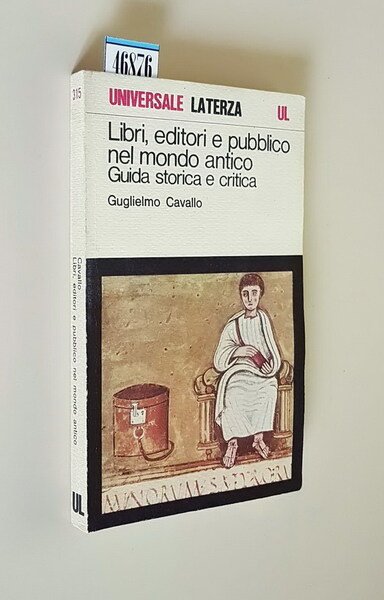 46876
UNIVERSALE LATERZA UL
Libri, editori e pubblico
nel mondo antico
Guida storica e critica
Guglielmo Cavallo
315
Cavallo
Libri, editori e pubblico nel mondo antico
UL